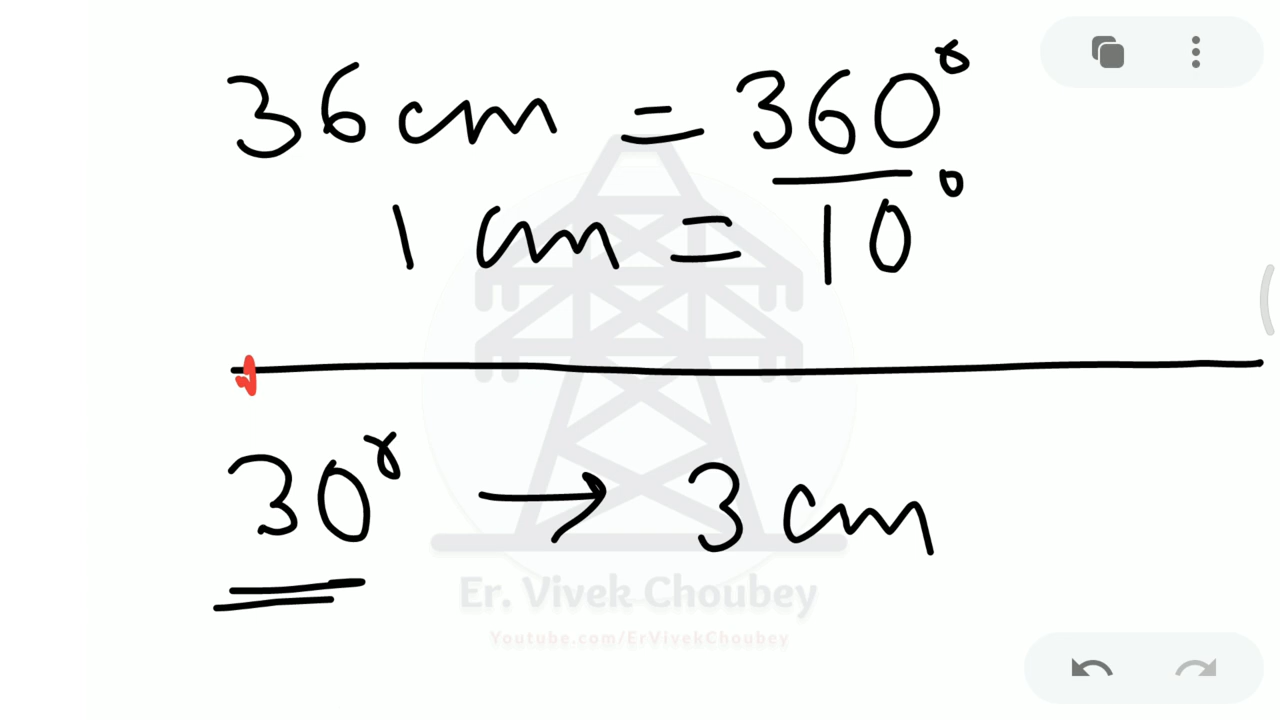 36 cm = 360°
1 cm = 10°
30° → 3 cm
Er. Vivek Choubey
Youtube.com/ErVivekChoubey